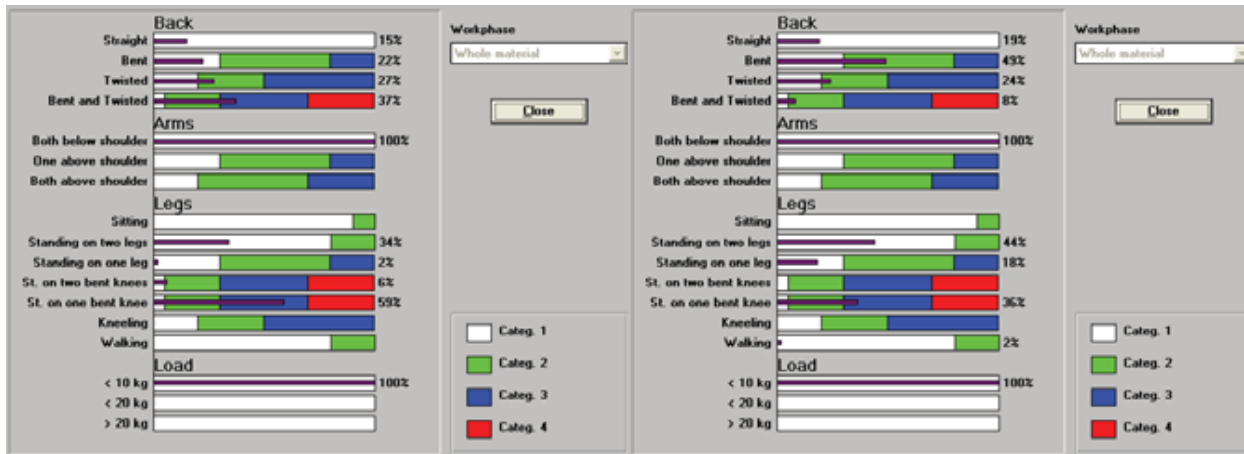 Back
Straight 15%
Bent 22%
Twisted 27%
Bent and Twisted 37%
Arms
Both below shoulder 100%
One above shoulder
Both above shoulder
Legs
Sitting
Standing on two legs 34%
Standing on one leg 2%
St. on two bent knees 6%
St. on one bent knee 59%
Kneeling
Walking
Load
< 10 kg 100%
< 20 kg
> 20 kg
Workphase
Whole material
Close
Categ. 1
Categ. 2
Categ. 3
Categ. 4
Back
Straight 19%
Bent 49%
Twisted 24%
Bent and Twisted 8%
Arms
Both below shoulder 100%
One above shoulder
Both above shoulder
Legs
Sitting
Standing on two legs 44%
Standing on one leg 18%
St. on two bent knees
St. on one bent knee 36%
Kneeling
Walking 2%
Load
< 10 kg 100%
< 20 kg
> 20 kg
Workphase
Whole material
Close
Categ. 1
Categ. 2
Categ. 3
Categ. 4